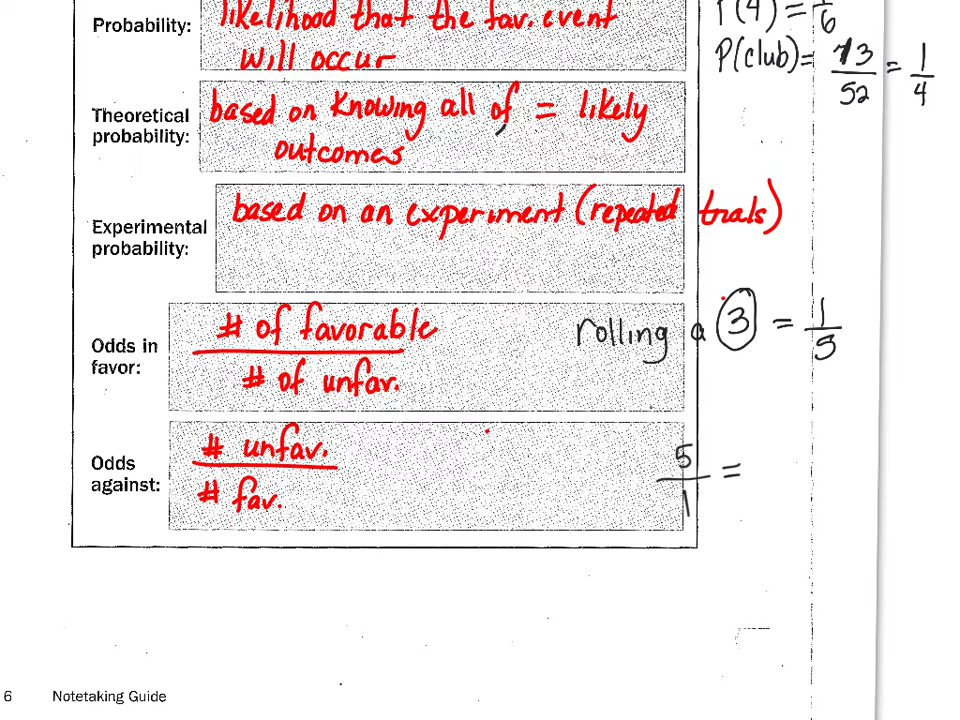 Probability:
likelihood that the fav. event
will occur
P(4) = 1/6
P(club) = 13/52 = 1/4
Theoretical
probability:
based on knowing all of = likely
outcomes
Experimental
probability:
based on an experiment (repeated trials)
Odds in
favor:
# of favorable
# of unfav.
rolling a 3 = 1/5
Odds
against:
# unfav.
# fav.
5/1 =
6 Notetaking Guide